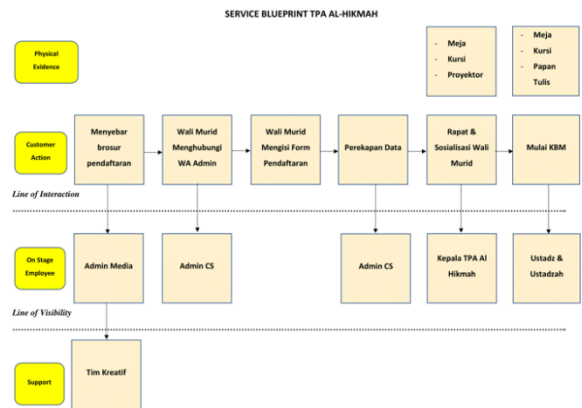 SERVICE BLUEPRINT TPA AL-HIKMAH
Physical
Evidence
- Meja
- Kursi
- Proyektor
- Meja
- Kursi
- Papan
Tulis
Customer
Action
Menyebar
brosur
pendaftaran
Wali Murid
Menghubungi
WA Admin
Wali Murid
Mengisi Form
Pendaftaran
Perekapan Data
Rapat &
Sosialisasi Wali
Murid
Mulai KBM
Line of Interaction
On Stage
Employee
Admin Media
Admin CS
Admin CS
Kepala TPA Al
Hikmah
Ustadz &
Ustadzah
Line of Visibility
Support
Tim Kreatif